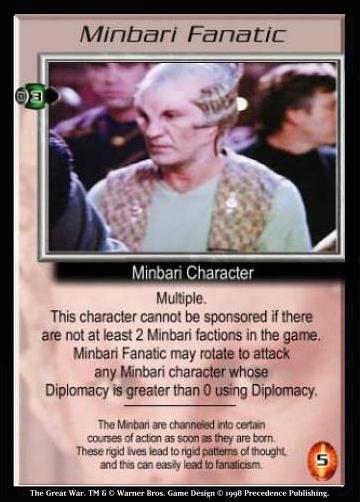 Minbari Fanatic
3
Minbari Character
Multiple.
This character cannot be sponsored if there
are not at least 2 Minbari factions in the game.
Minbari Fanatic may rotate to attack
any Minbari character whose
Diplomacy is greater than 0 using Diplomacy.
The Minbari are channeled into certain
courses of action as soon as they are born.
These rigid lives lead to rigid patterns of thought,
and this can easily lead to fanaticism.
5
The Great War. TM & © Warner Bros. Game Design © 1998 Precedence Publishing.